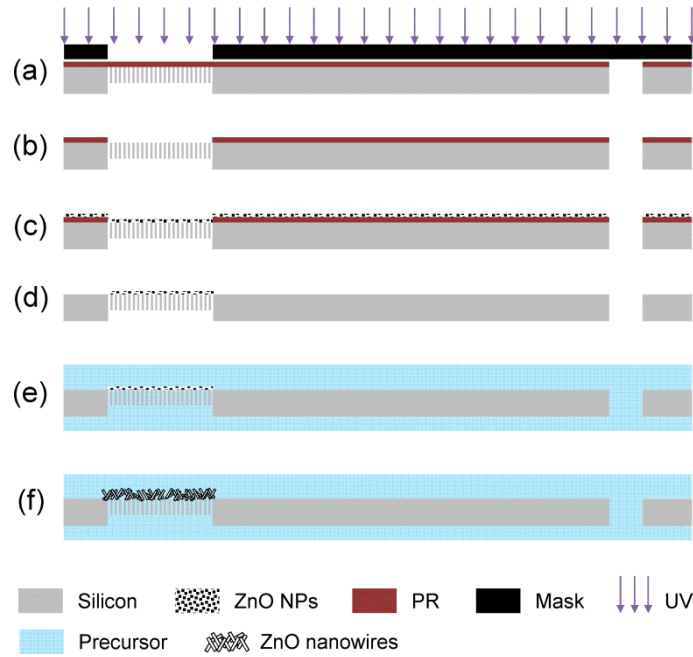 (a)
(b)
(c)
(d)
(e)
(f)
Silicon ZnO NPs PR Mask UV
Precursor ZnO nanowires